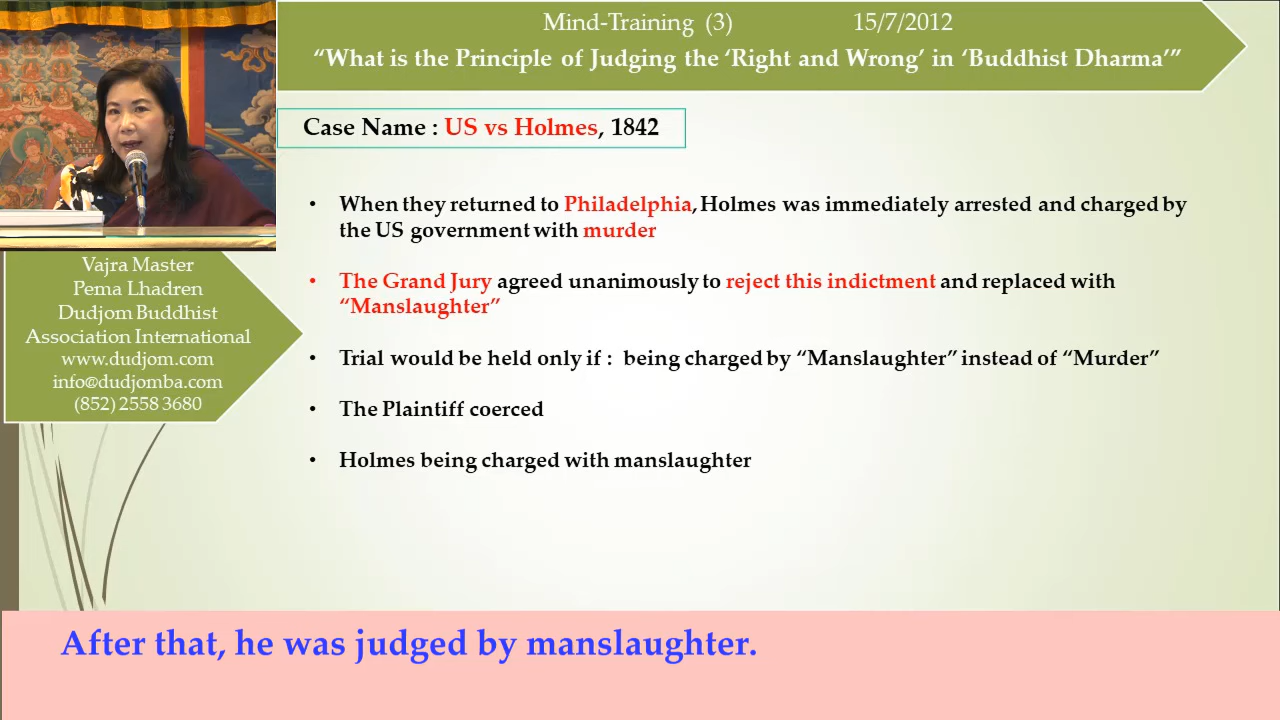 Mind-Training (3) 15/7/2012
“What is the Principle of Judging the ‘Right and Wrong’ in ‘Buddhist Dharma’”
Case Name : US vs Holmes, 1842
• When they returned to Philadelphia, Holmes was immediately arrested and charged by
the US government with murder
• The Grand Jury agreed unanimously to reject this indictment and replaced with
“Manslaughter”
• Trial would be held only if : being charged by “Manslaughter” instead of “Murder”
• The Plaintiff coerced
• Holmes being charged with manslaughter
Vajra Master
Pema Lhadren
Dudjom Buddhist
Association International
www.dudjom.com
info@dudjomba.com
(852) 2558 3680
After that, he was judged by manslaughter.